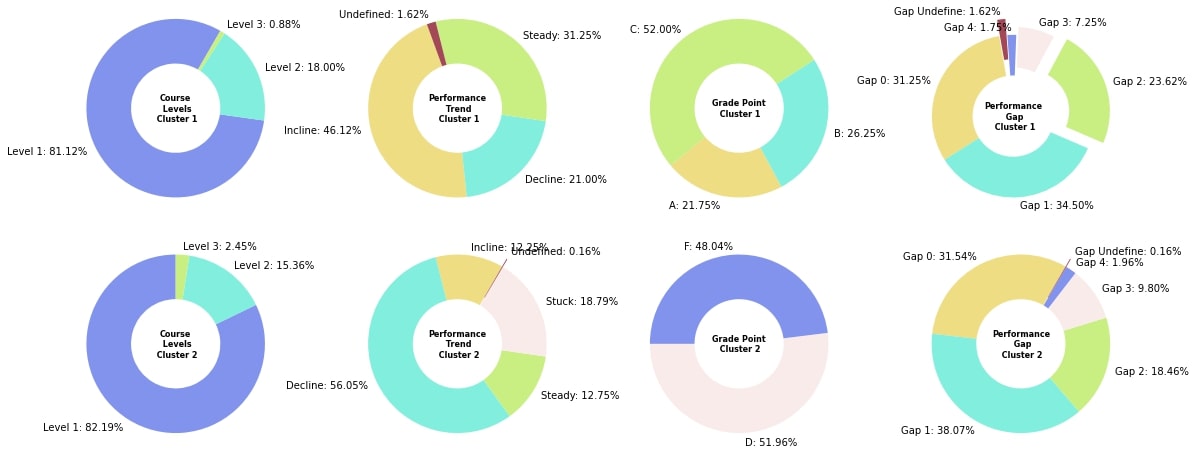 Level 3: 0.88%
Level 2: 18.00%
Level 1: 81.12%
Course
Levels
Cluster 1
Undefined: 1.62%
Steady: 31.25%
Incline: 46.12%
Decline: 21.00%
Performance
Trend
Cluster 1
C: 52.00%
B: 26.25%
A: 21.75%
Grade Point
Cluster 1
Gap Undefine: 1.62%
Gap 4: 1.75%
Gap 3: 7.25%
Gap 0: 31.25%
Gap 2: 23.62%
Gap 1: 34.50%
Performance
Gap
Cluster 1
Level 3: 2.45%
Level 2: 15.36%
Level 1: 82.19%
Course
Levels
Cluster 2
Incline: 12.25%
Undefined: 0.16%
Stuck: 18.79%
Decline: 56.05%
Steady: 12.75%
Performance
Trend
Cluster 2
F: 48.04%
D: 51.96%
Grade Point
Cluster 2
Gap Undefine: 0.16%
Gap 4: 1.96%
Gap 0: 31.54%
Gap 3: 9.80%
Gap 2: 18.46%
Gap 1: 38.07%
Performance
Gap
Cluster 2